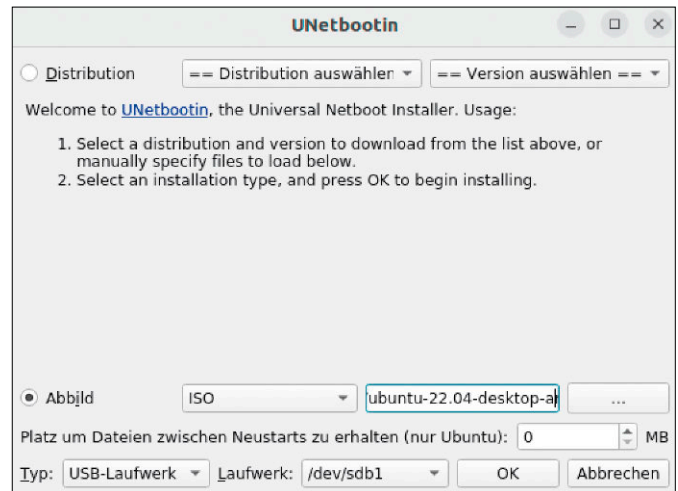 UNetbootin
Distribution == Distribution auswählen == Version auswählen ==
Welcome to UNetbootin, the Universal Netboot Installer. Usage:
1. Select a distribution and version to download from the list above, or
manually specify files to load below.
2. Select an installation type, and press OK to begin installing.
Abbild ISO ubuntu-22.04-desktop-a ...
Platz um Dateien zwischen Neustarts zu erhalten (nur Ubuntu): 0 MB
Typ: USB-Laufwerk Laufwerk: /dev/sdb1 OK Abbrechen